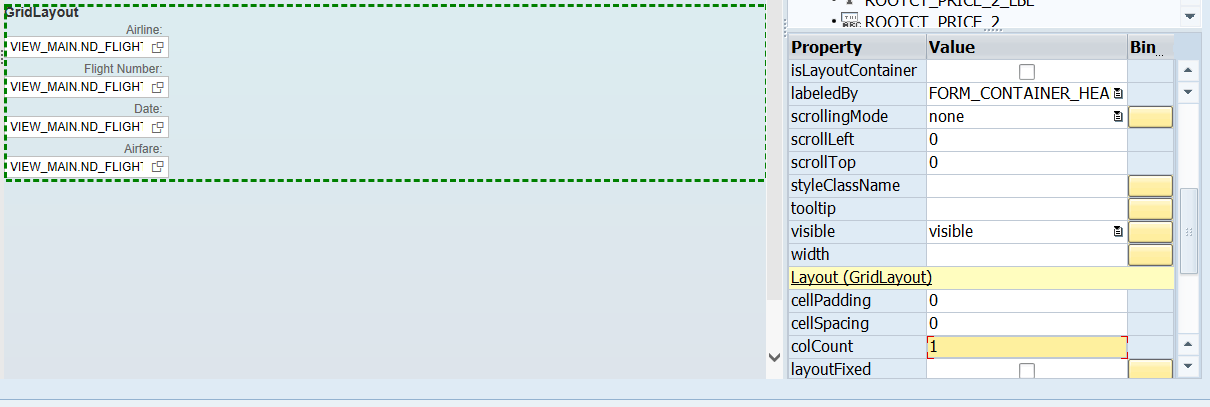 GridLayout
Airline:
VIEW_MAIN.ND_FLIGHT
Flight Number:
VIEW_MAIN.ND_FLIGHT
Date:
VIEW_MAIN.ND_FLIGHT
Airfare:
VIEW_MAIN.ND_FLIGHT
ROOTCT_PRICE_2_LBL
ROOTCT_PRICE_2
Property Value Bin...
isLayoutContainer
labeledBy FORM_CONTAINER_HEA
scrollingMode none
scrollLeft 0
scrollTop 0
styleClassName
tooltip
visible visible
width
Layout (GridLayout)
cellPadding 0
cellSpacing 0
colCount 1
layoutFixed